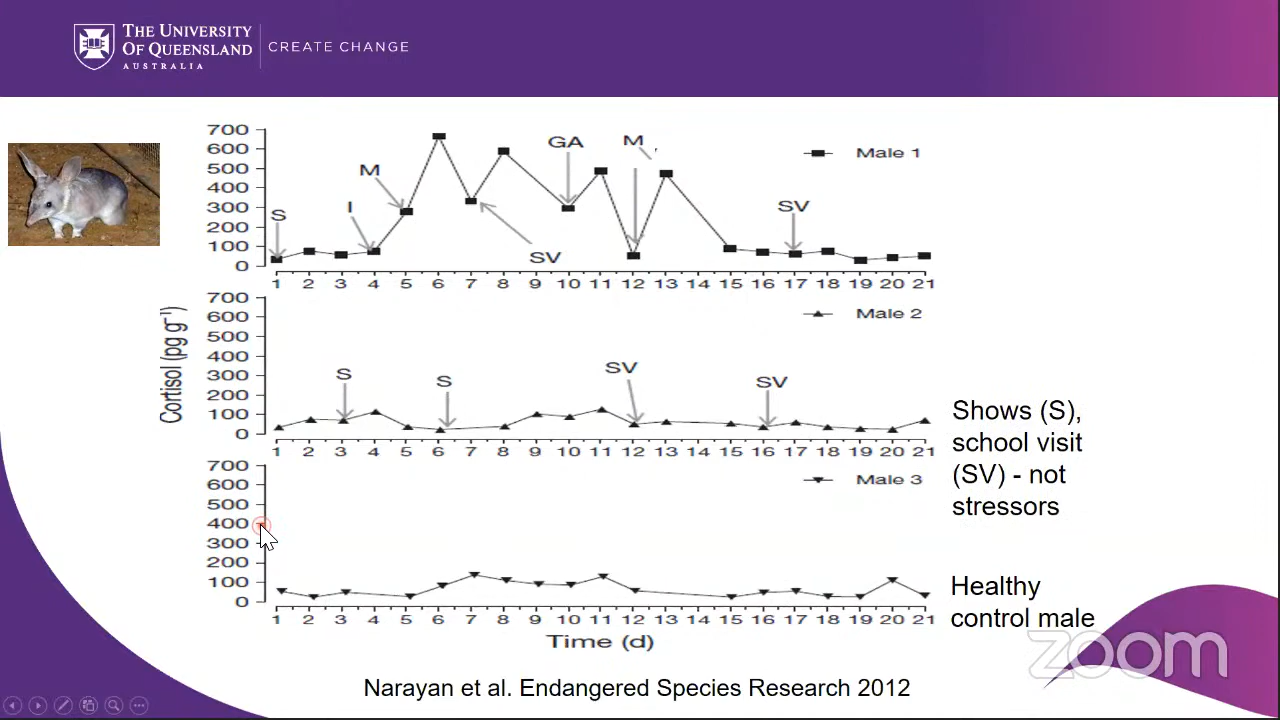 THE UNIVERSITY
OF QUEENSLAND
AUSTRALIA
CREATE CHANGE
Cortisol (pg g⁻¹)
700
600
500
400
300
200
100
0
S
I
M
SV
GA
M
SV
Male 1
1 2 3 4 5 6 7 8 9 10 11 12 13 14 15 16 17 18 19 20 21
700
600
500
400
300
200
100
0
S
S
SV
SV
Male 2
1 2 3 4 5 6 7 8 9 10 11 12 13 14 15 16 17 18 19 20 21
700
600
500
400
300
200
100
0
Male 3
1 2 3 4 5 6 7 8 9 10 11 12 13 14 15 16 17 18 19 20 21
Time (d)
Shows (S),
school visit
(SV) - not
stressors
Healthy
control male
zoom
Narayan et al. Endangered Species Research 2012